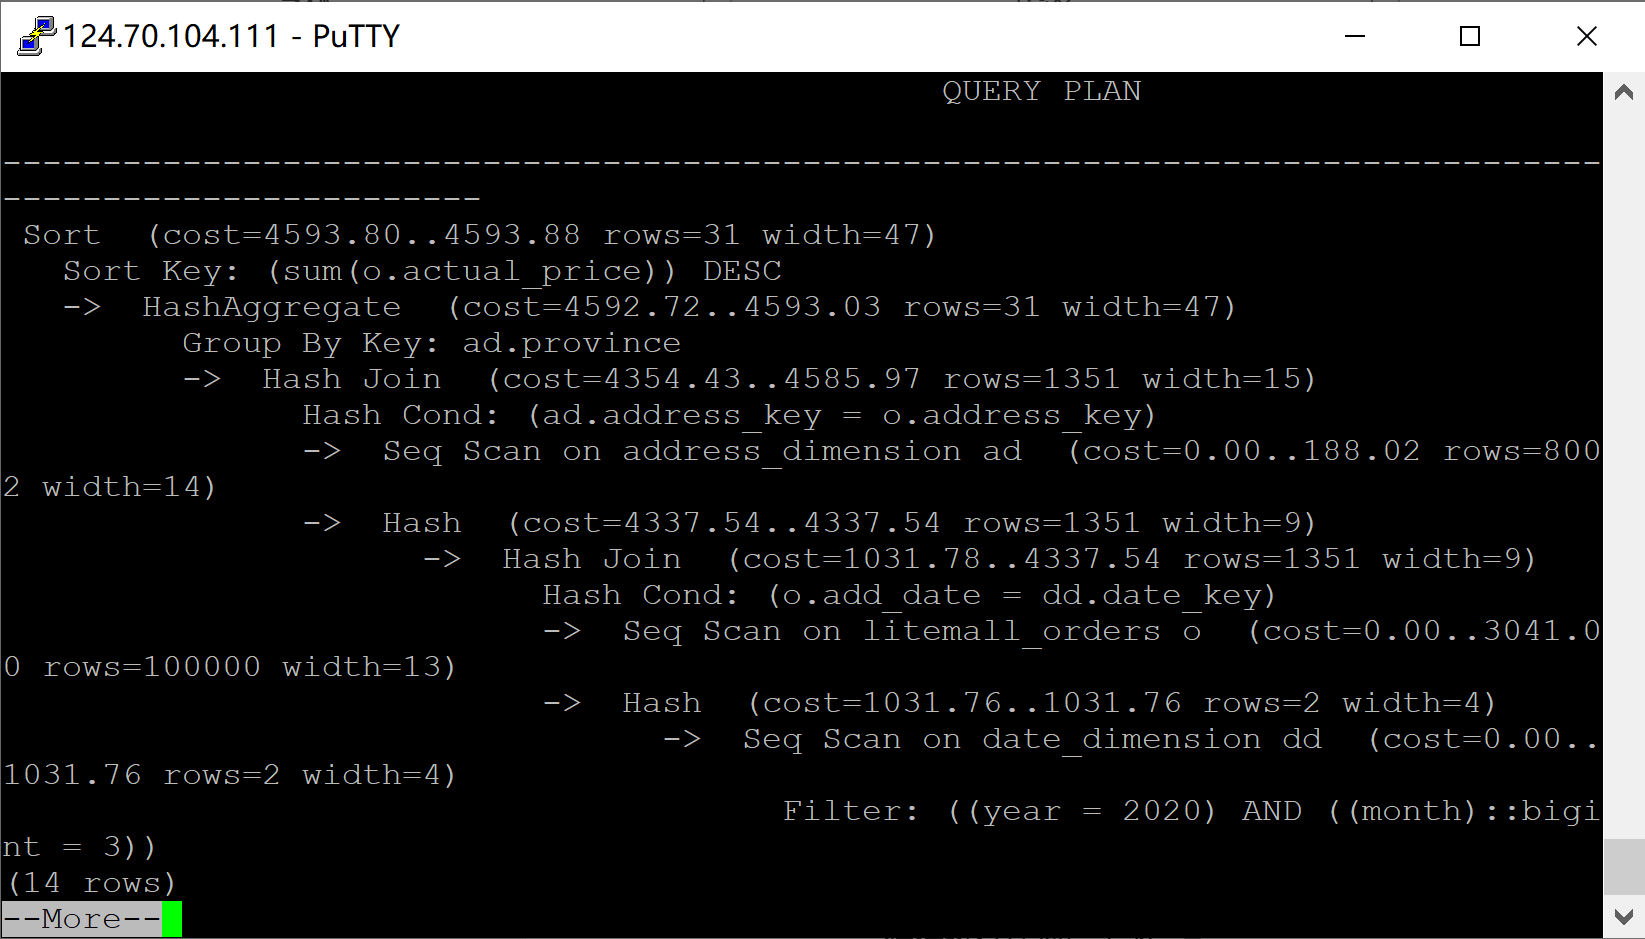 124.70.104.111 - PuTTY
QUERY PLAN
--------------------------------------------------------------------------------
------------------------
Sort  (cost=4593.80..4593.88 rows=31 width=47)
Sort Key: (sum(o.actual_price)) DESC
->  HashAggregate  (cost=4592.72..4593.03 rows=31 width=47)
Group By Key: ad.province
->  Hash Join  (cost=4354.43..4585.97 rows=1351 width=15)
Hash Cond: (ad.address_key = o.address_key)
->  Seq Scan on address_dimension ad  (cost=0.00..188.02 rows=800
2 width=14)
->  Hash  (cost=4337.54..4337.54 rows=1351 width=9)
->  Hash Join  (cost=1031.78..4337.54 rows=1351 width=9)
Hash Cond: (o.add_date = dd.date_key)
->  Seq Scan on litemall_orders o  (cost=0.00..3041.0
0 rows=100000 width=13)
->  Hash  (cost=1031.76..1031.76 rows=2 width=4)
->  Seq Scan on date_dimension dd  (cost=0.00..
1031.76 rows=2 width=4)
Filter: ((year = 2020) AND ((month)::bigi
nt = 3))
(14 rows)
--More--